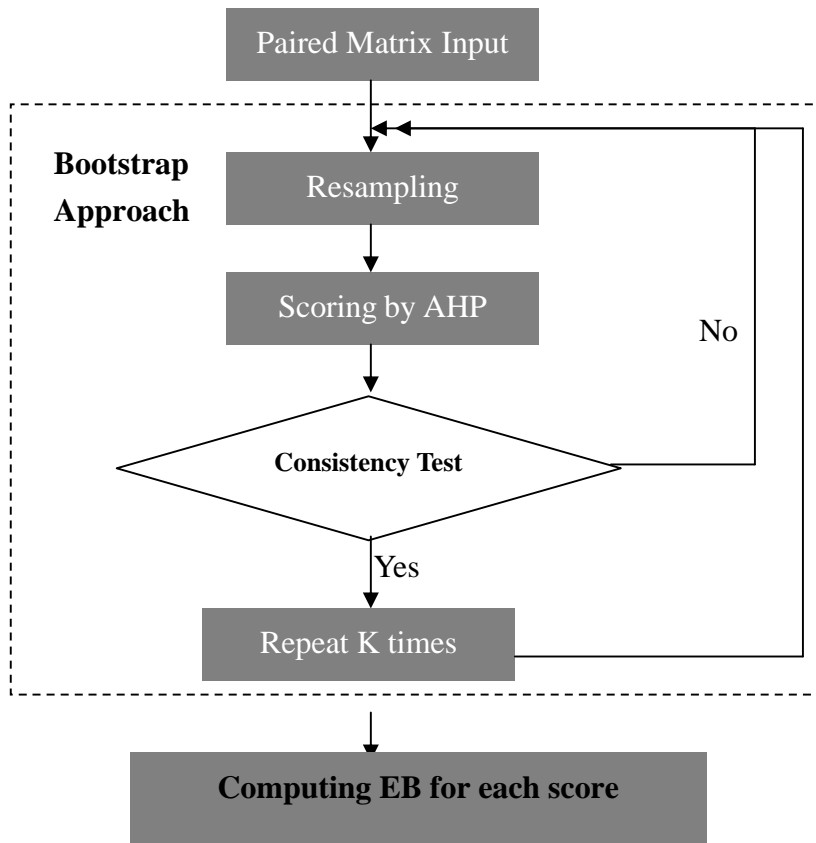 Paired Matrix Input
Bootstrap
Approach
Resampling
Scoring by AHP
No
Consistency Test
Yes
Repeat K times
Computing EB for each score